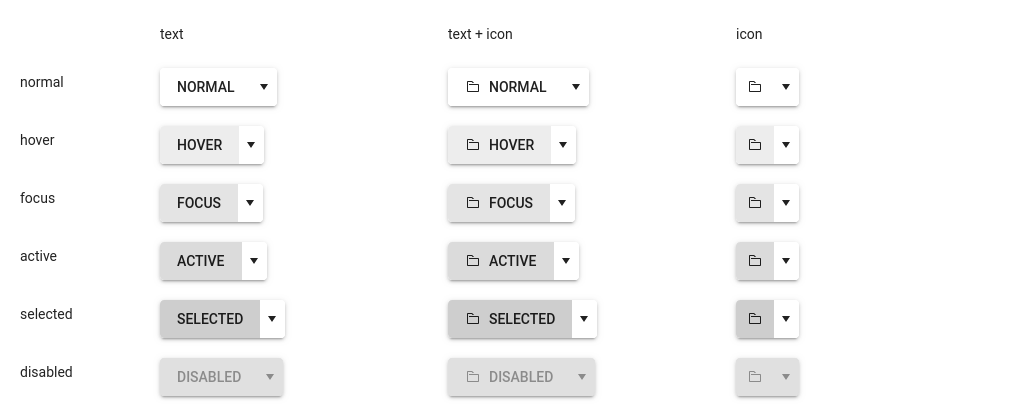 text text + icon icon
normal NORMAL NORMAL
hover HOVER HOVER
focus FOCUS FOCUS
active ACTIVE ACTIVE
selected SELECTED SELECTED
disabled DISABLED DISABLED